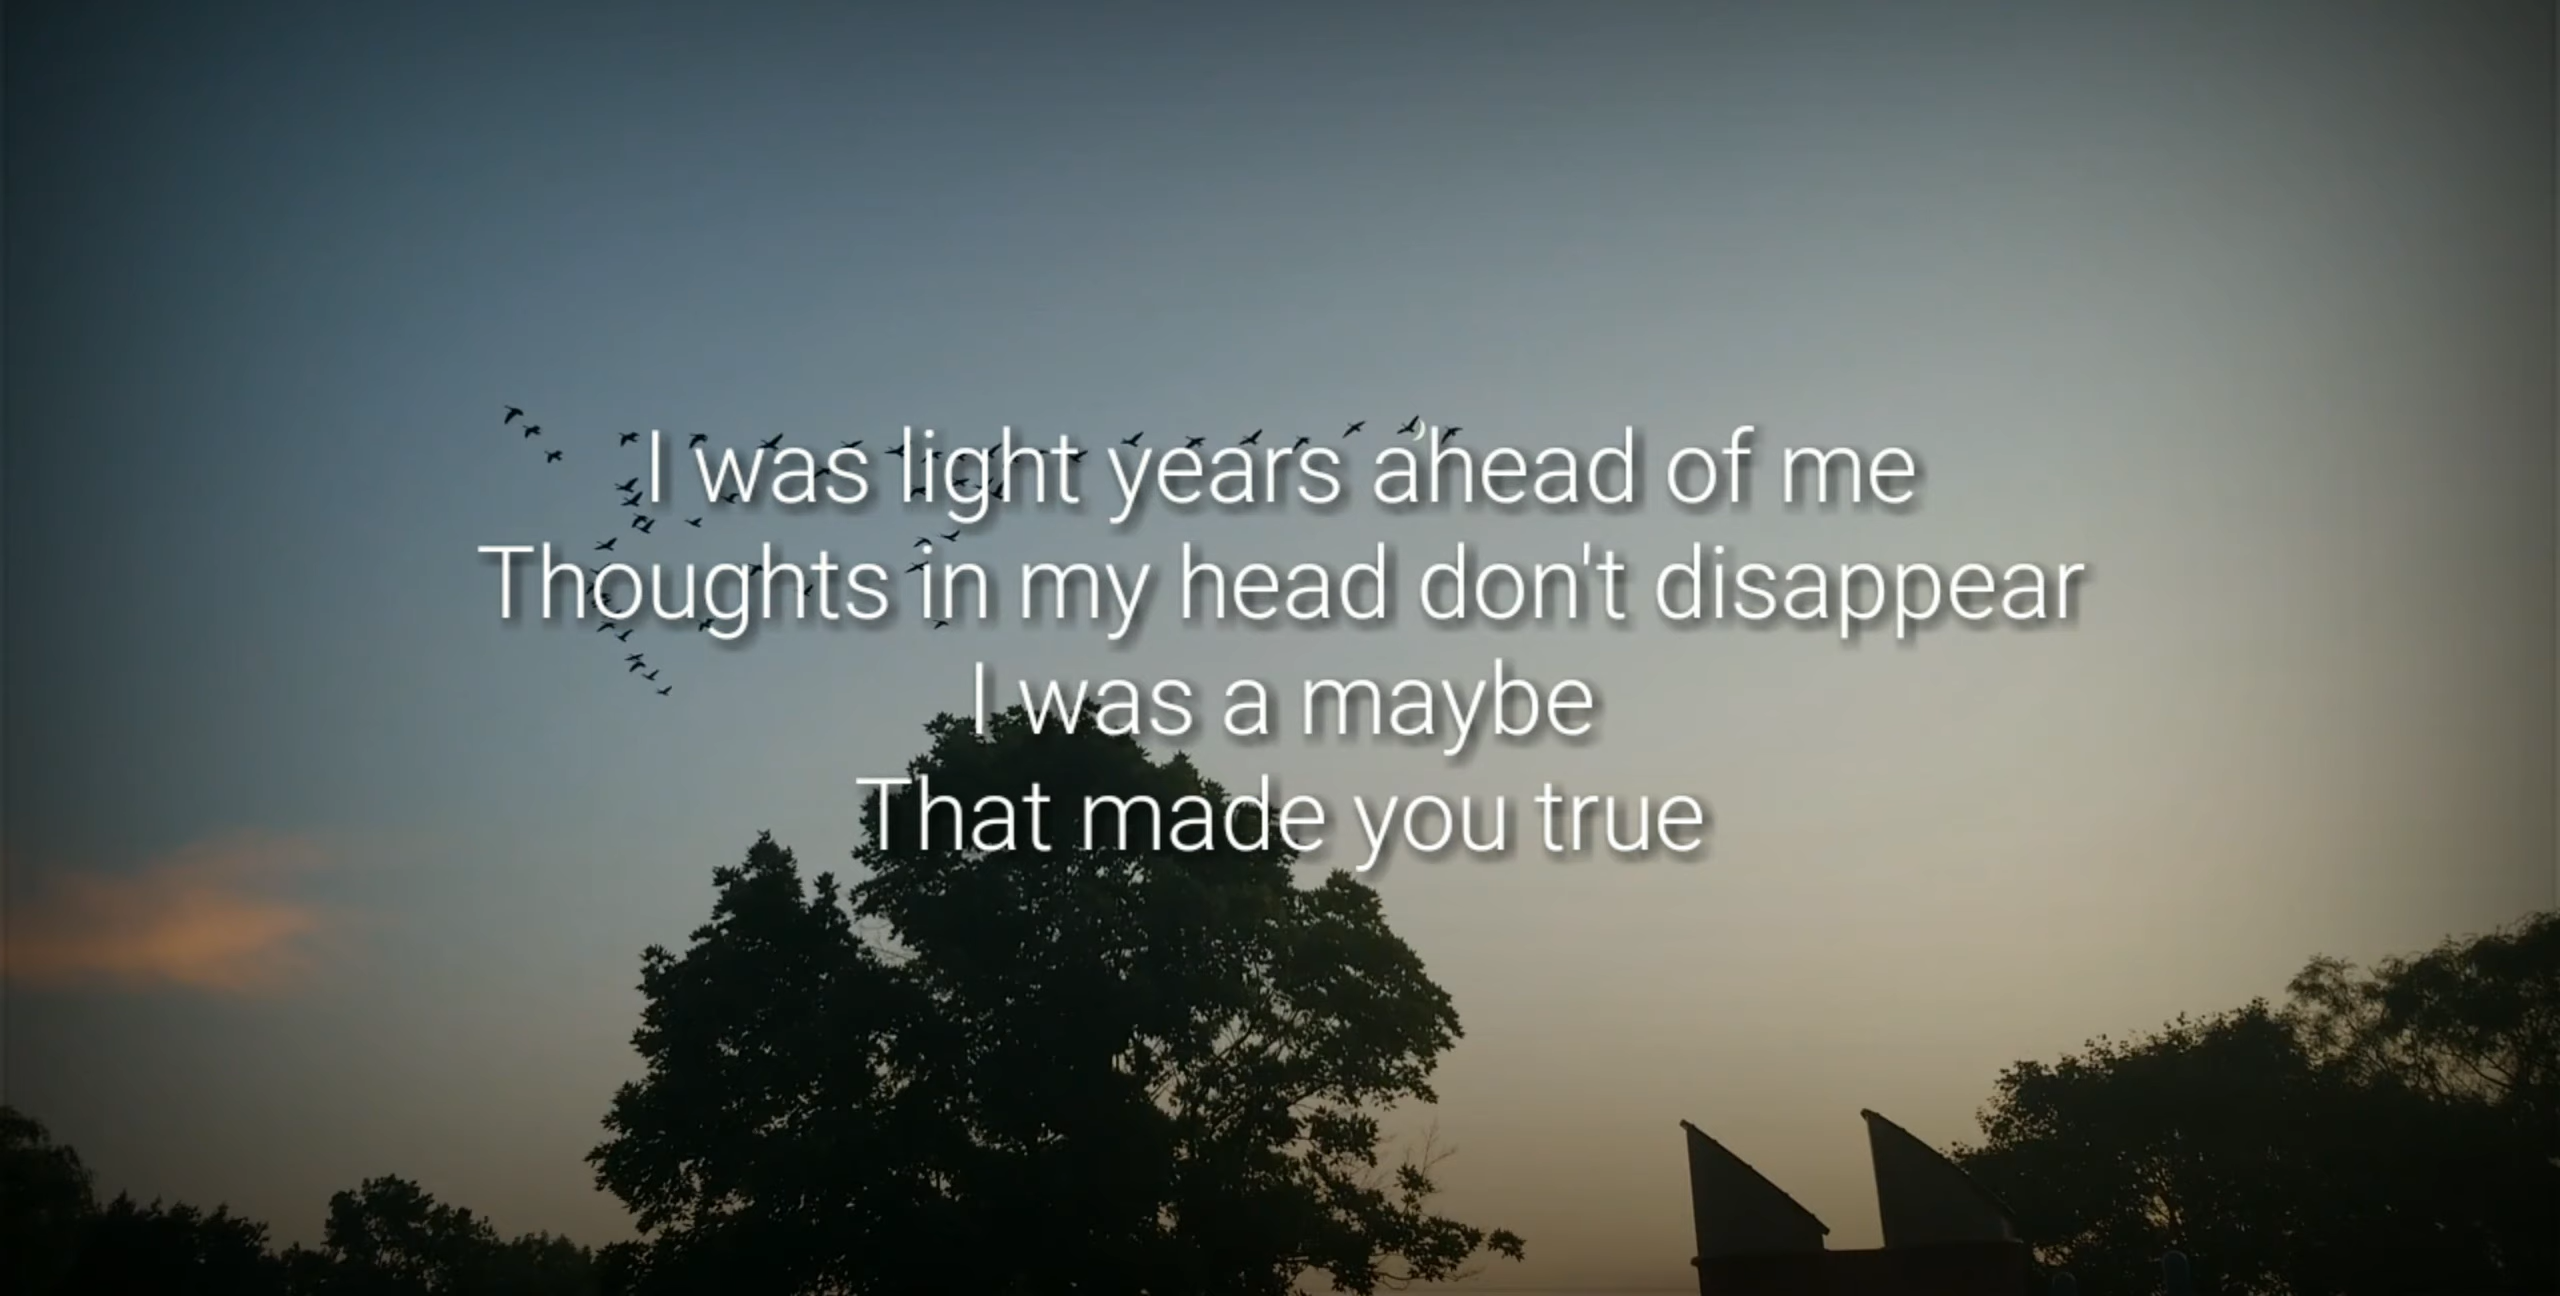 I was light years ahead of me
Thoughts in my head don't disappear
I was a maybe
That made you true